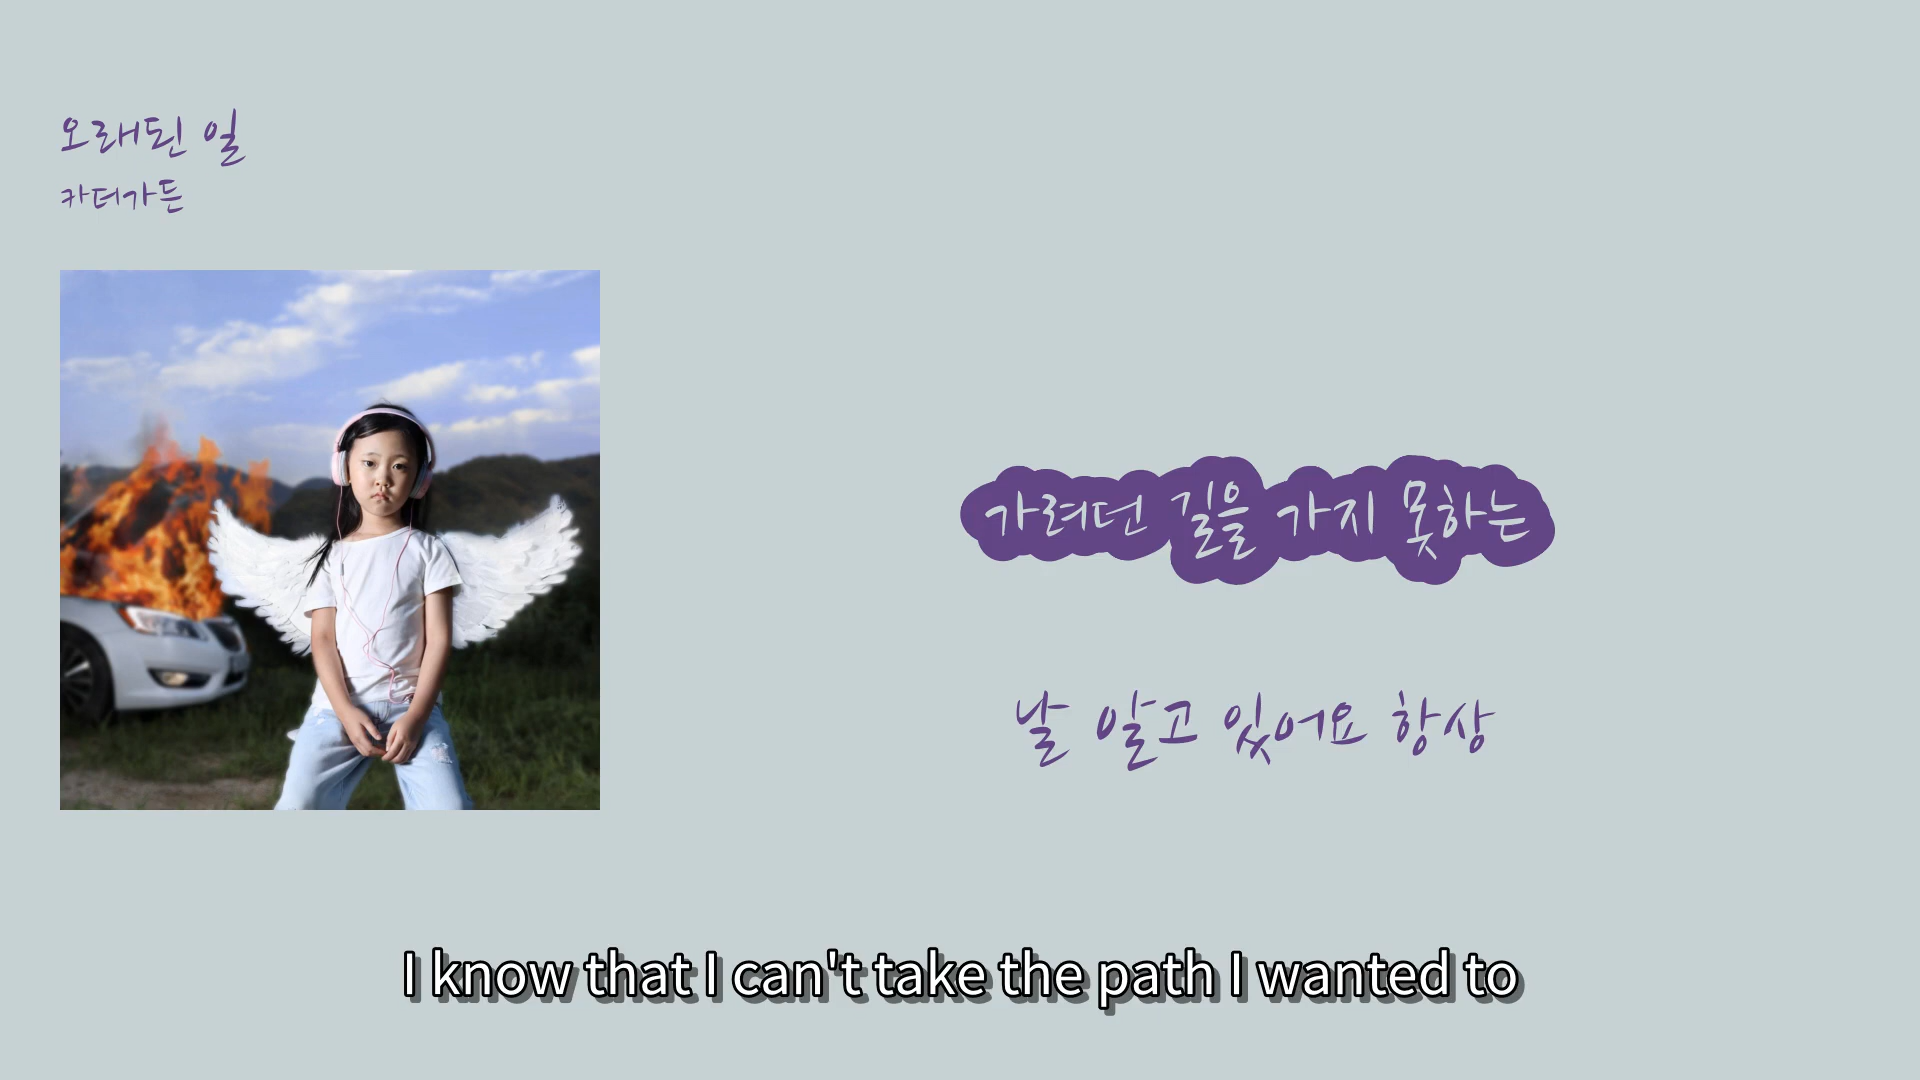 오래된 일
카더가든
가려던 길을 가지 못하는
날 알고 있어요 항상
I know that I can't take the path I wanted to